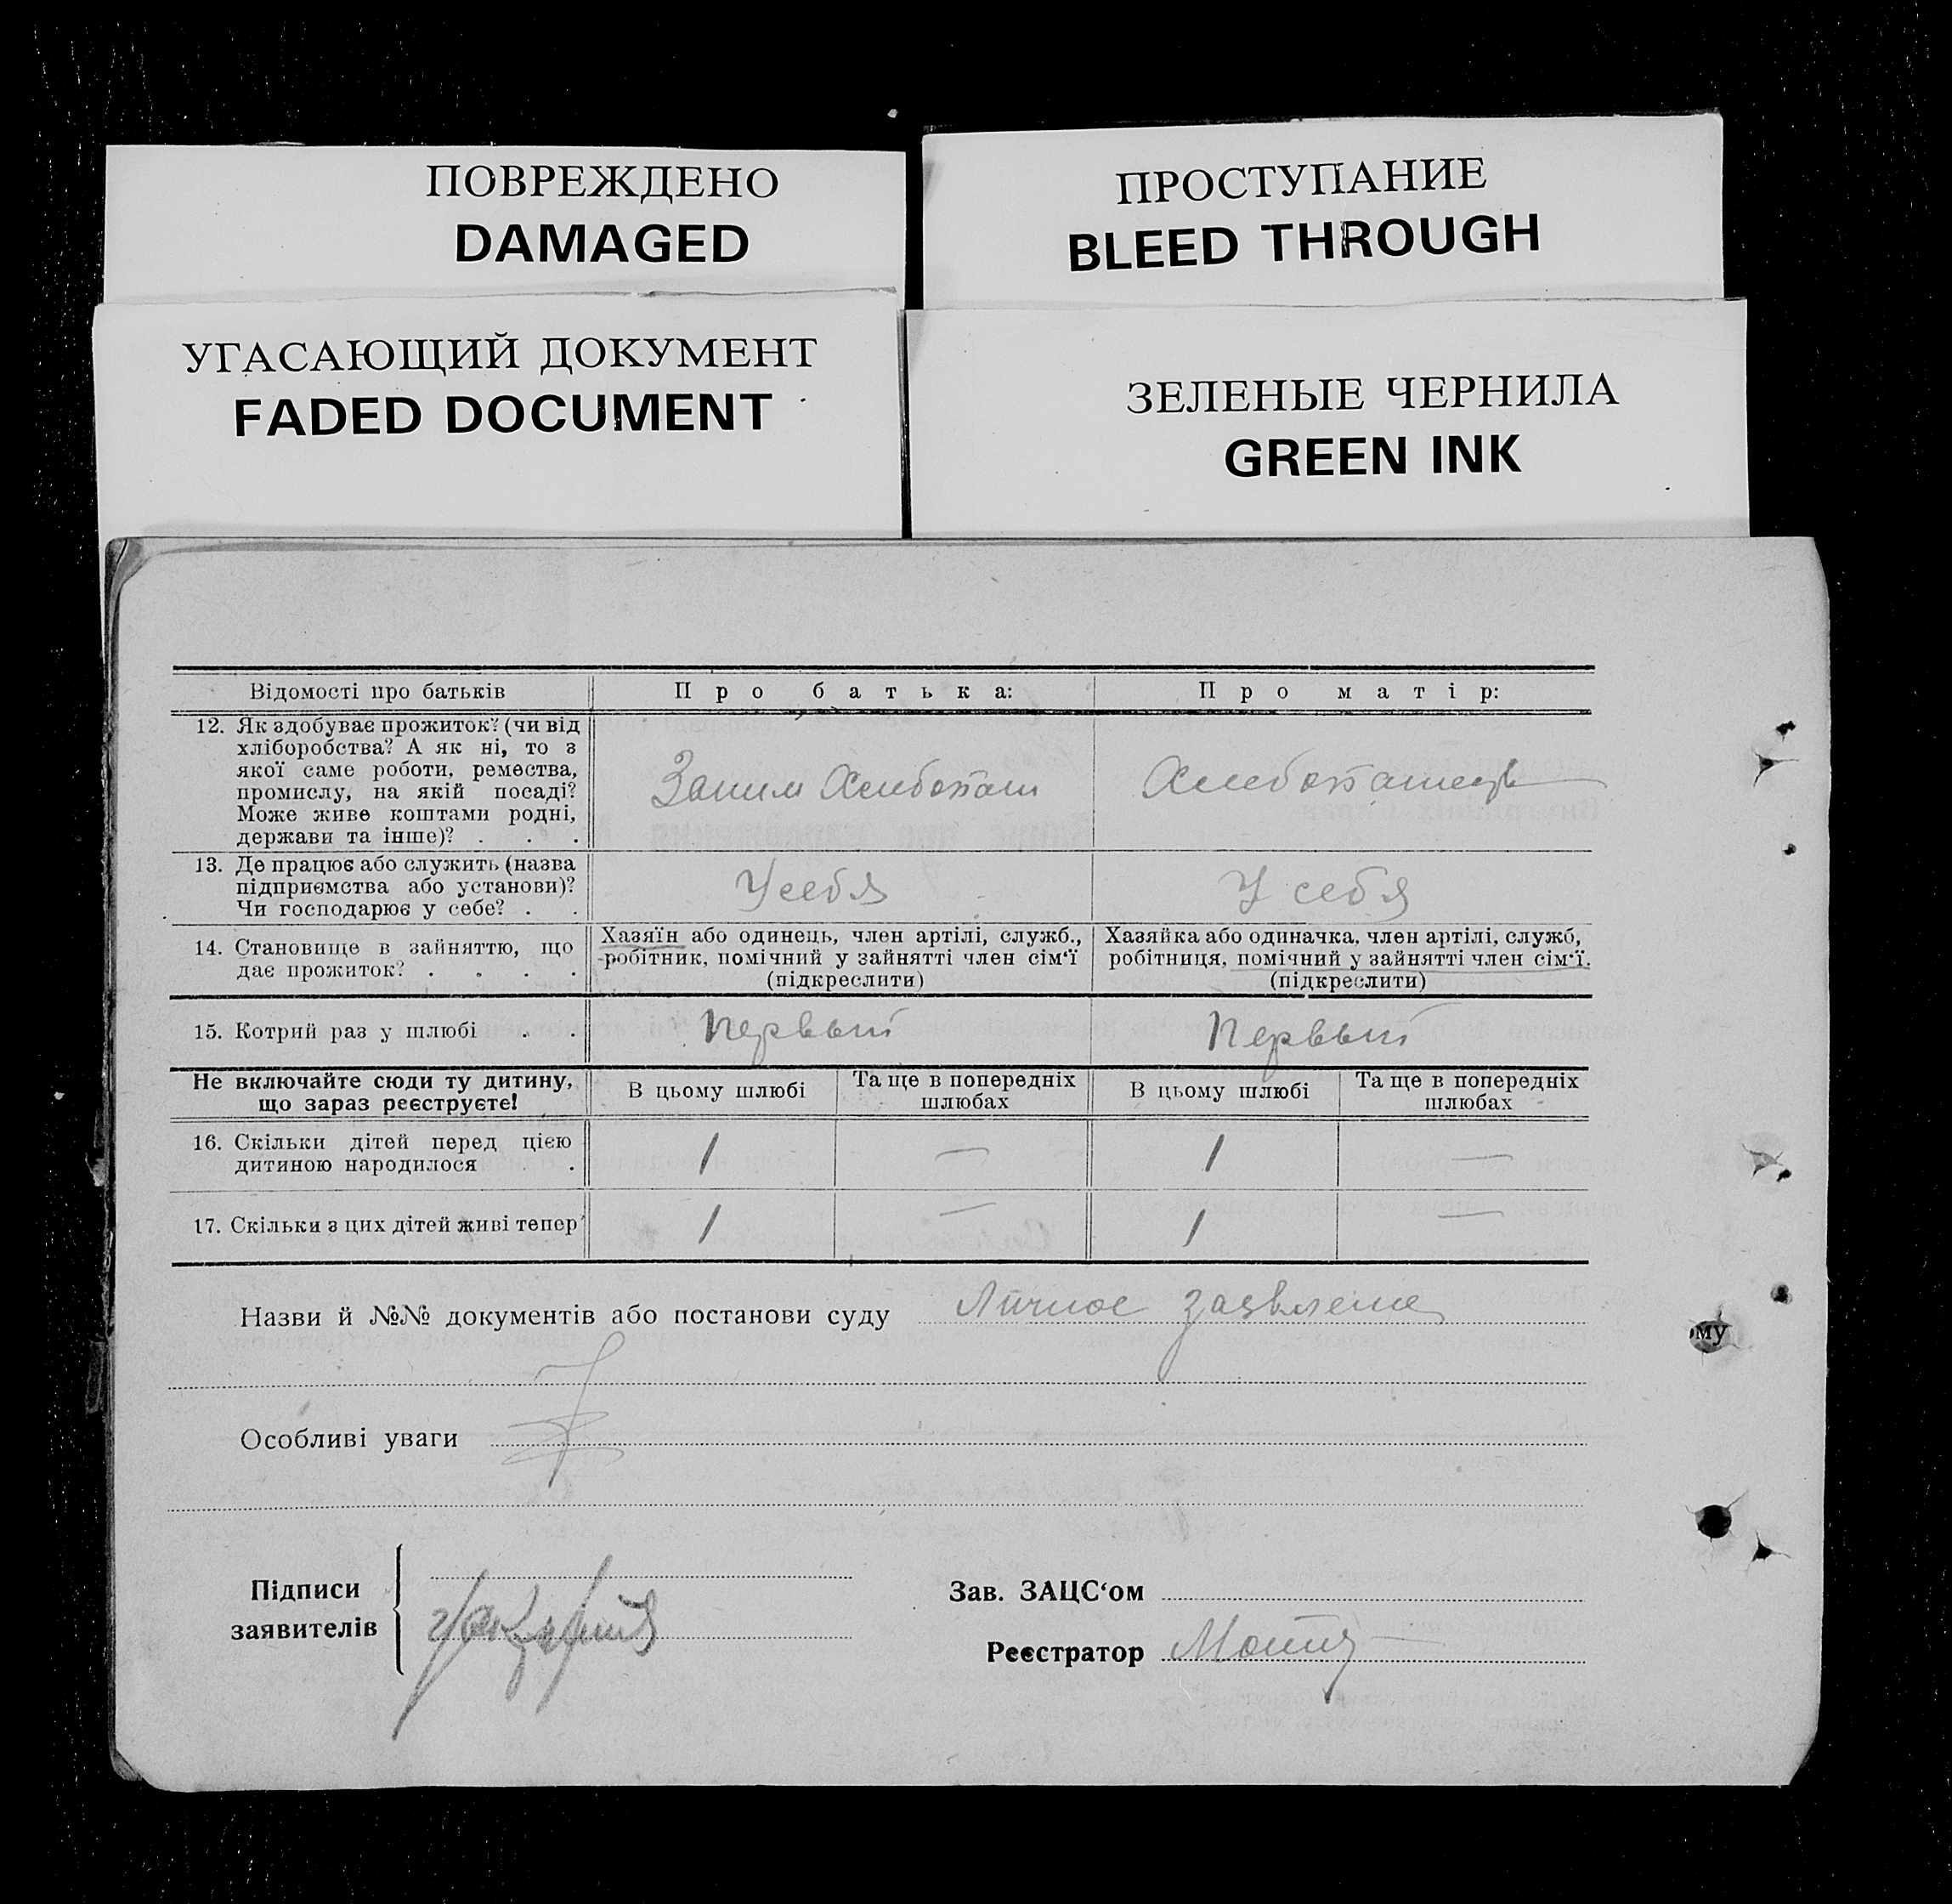 ПОВРЕЖДЕНО
DAMAGED
ПРОСТУПАНИЕ
BLEED THROUGH
УГАСАЮЩИЙ ДОКУМЕНТ
FADED DOCUMENT
ЗЕЛЕНЫЕ ЧЕРНИЛА
GREEN INK
Відомості про батьків
Про батька:
Про матір:
12. Як здобуває прожиток? (чи від
хліборобства? А як ні, то з
якої саме роботи, ремества,
промислу, на якій посаді?
Може живе коштами родні,
держави та інше)? . . .
13. Де працює або служить (назва
підприємства або установи)?
Чи господарює у себе? . .
У себя
У себя
14. Становище в зайняттю, що
дає прожиток? . . . .
Хазяїн або одинець, член артілі, служб.,
робітник, помічний у зайнятті член сім'ї
(підкреслити)
Хазяйка або одиначка, член артілі, служб,
робітниця, помічний у зайнятті член сім'ї.
(підкреслити)
15. Котрий раз у шлюбі . .
Первый
Первый
Не включайте сюди ту дитину,
що зараз реєструєте!
В цьому шлюбі
Та ще в попередніх
шлюбах
В цьому шлюбі
Та ще в попередніх
шлюбах
16. Скільки дітей перед цією
дитиною народилося .
1
—
1
—
17. Скільки з цих дітей живі тепер
1
—
1
—
Назви й №№ документів або постанови суду Личное заявление
Особливі уваги
Підписи
заявителів
Зав. ЗАЦС'ом
Реєстратор
ому